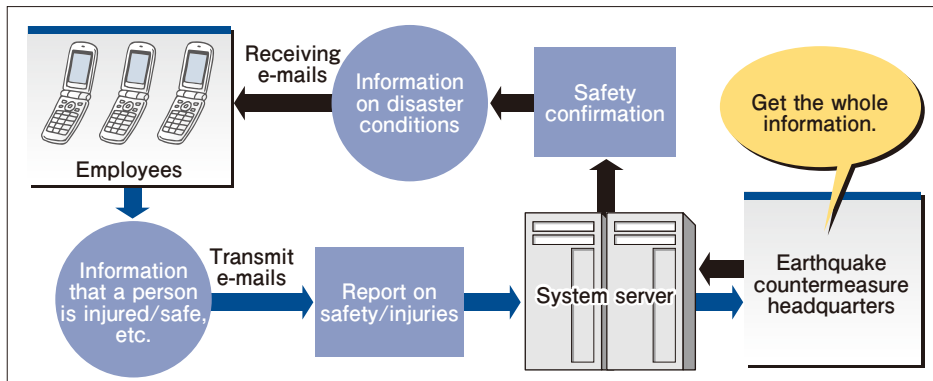 Receiving
e-mails
Information
on disaster
conditions
Safety
confirmation
Get the whole
information.
Employees
Information
that a person
is injured/safe,
etc.
Transmit
e-mails
Report on
safety/injuries
System server
Earthquake
countermeasure
headquarters